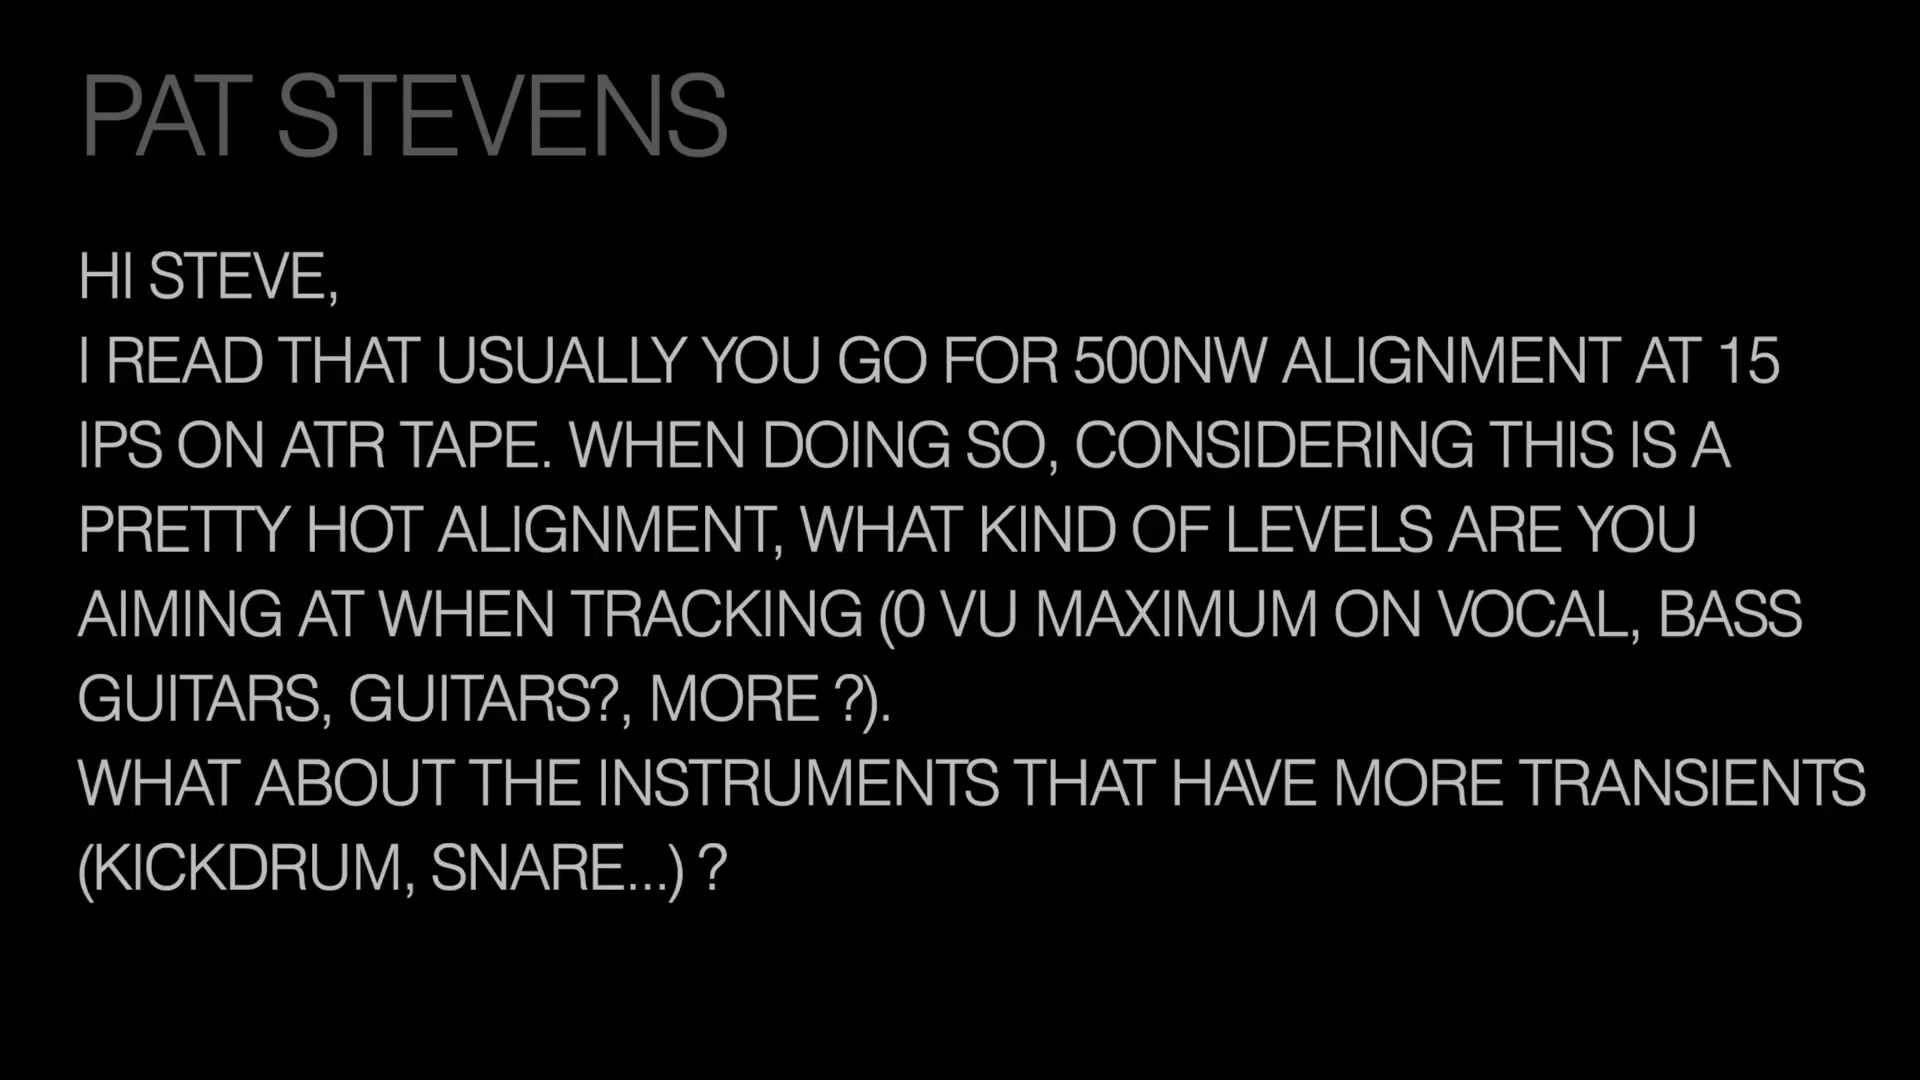 PAT STEVENS
HI STEVE,
I READ THAT USUALLY YOU GO FOR 500NW ALIGNMENT AT 15
IPS ON ATR TAPE. WHEN DOING SO, CONSIDERING THIS IS A
PRETTY HOT ALIGNMENT, WHAT KIND OF LEVELS ARE YOU
AIMING AT WHEN TRACKING (0 VU MAXIMUM ON VOCAL, BASS
GUITARS, GUITARS?, MORE ?).
WHAT ABOUT THE INSTRUMENTS THAT HAVE MORE TRANSIENTS
(KICKDRUM, SNARE...) ?